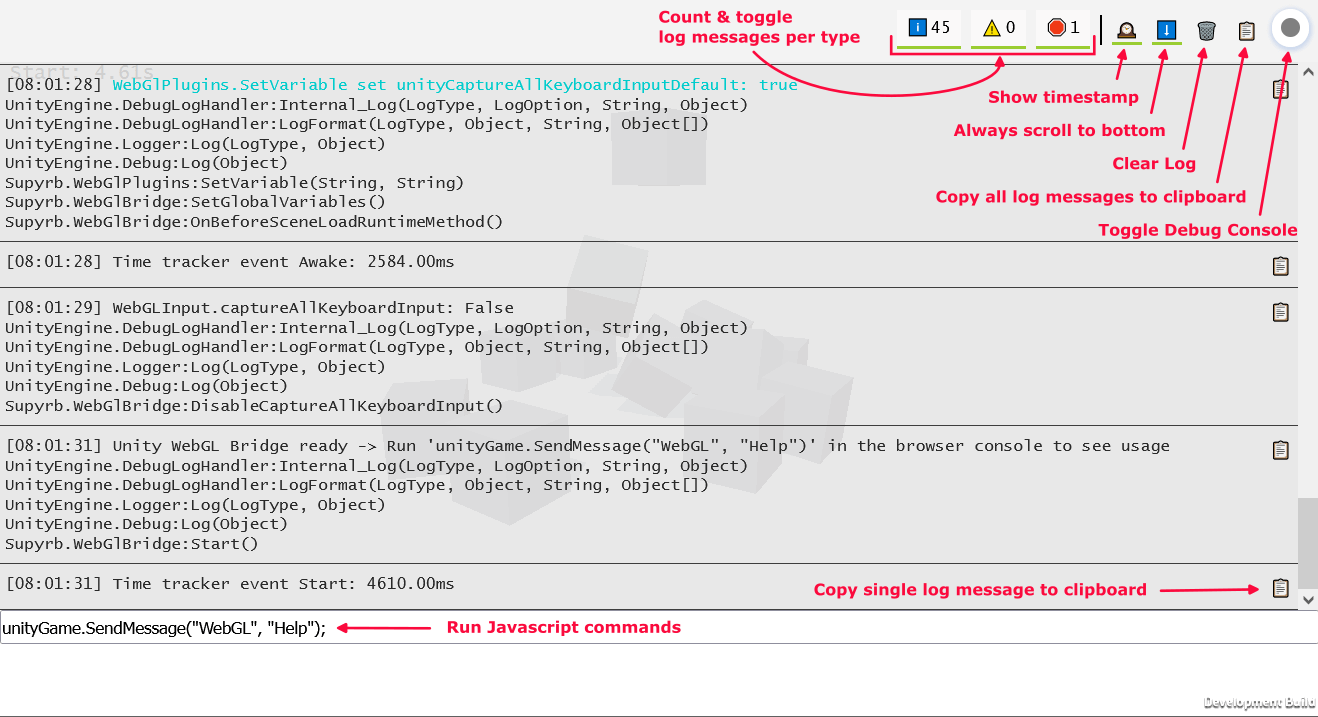 Count & toggle
log messages per type
45
0
1
Start: 4.61s
Show timestamp
Always scroll to bottom
Clear Log
Copy all log messages to clipboard
Toggle Debug Console
[08:01:28] WebGlPlugins.SetVariable set unityCaptureAllKeyboardInputDefault: true
UnityEngine.DebugLogHandler:Internal_Log(LogType, LogOption, String, Object)
UnityEngine.DebugLogHandler:LogFormat(LogType, Object, String, Object[])
UnityEngine.Logger:Log(LogType, Object)
UnityEngine.Debug:Log(Object)
Supyrb.WebGlPlugins:SetVariable(String, String)
Supyrb.WebGlBridge:SetGlobalVariables()
Supyrb.WebGlBridge:OnBeforeSceneLoadRuntimeMethod()
[08:01:28] Time tracker event Awake: 2584.00ms
[08:01:29] WebGLInput.captureAllKeyboardInput: False
UnityEngine.DebugLogHandler:Internal_Log(LogType, LogOption, String, Object)
UnityEngine.DebugLogHandler:LogFormat(LogType, Object, String, Object[])
UnityEngine.Logger:Log(LogType, Object)
UnityEngine.Debug:Log(Object)
Supyrb.WebGlBridge:DisableCaptureAllKeyboardInput()
[08:01:31] Unity WebGL Bridge ready -> Run 'unityGame.SendMessage("WebGL", "Help")' in the browser console to see usage
UnityEngine.DebugLogHandler:Internal_Log(LogType, LogOption, String, Object)
UnityEngine.DebugLogHandler:LogFormat(LogType, Object, String, Object[])
UnityEngine.Logger:Log(LogType, Object)
UnityEngine.Debug:Log(Object)
Supyrb.WebGlBridge:Start()
[08:01:31] Time tracker event Start: 4610.00ms
Copy single log message to clipboard
unityGame.SendMessage("WebGL", "Help");
Run Javascript commands
Development Build